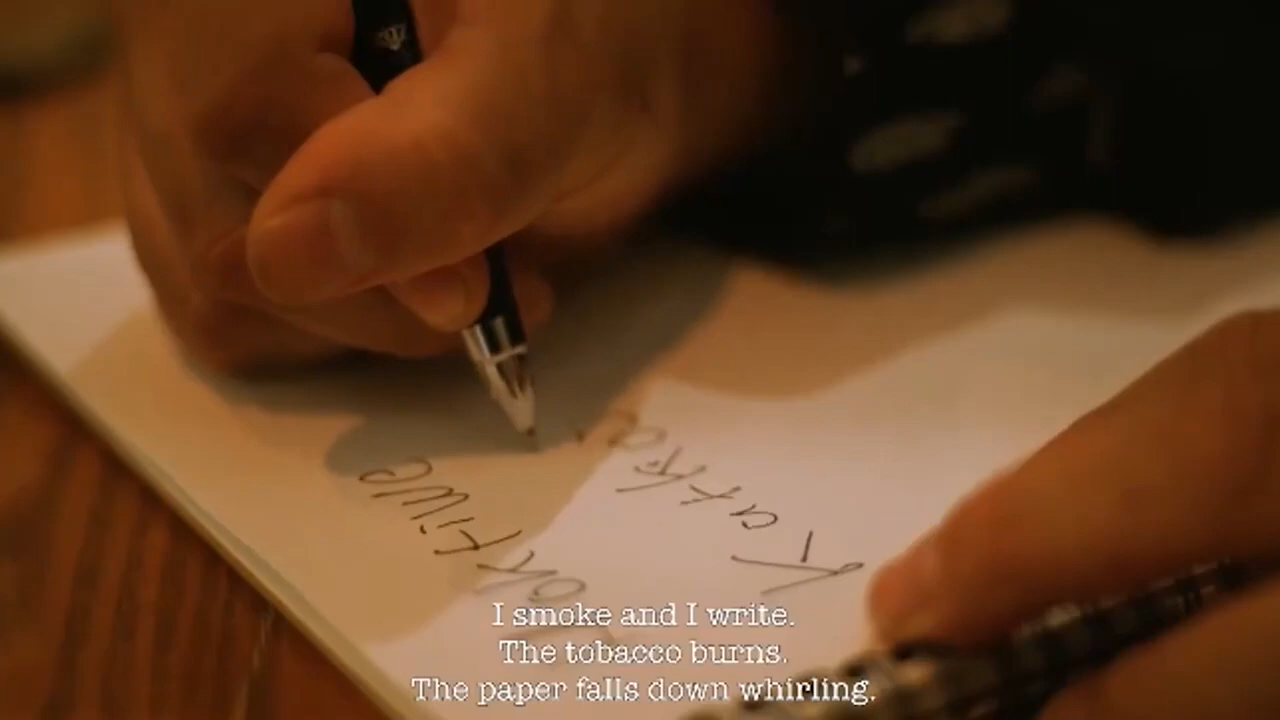 I smoke and I write.
The tobacco burns.
The paper falls down whirling.